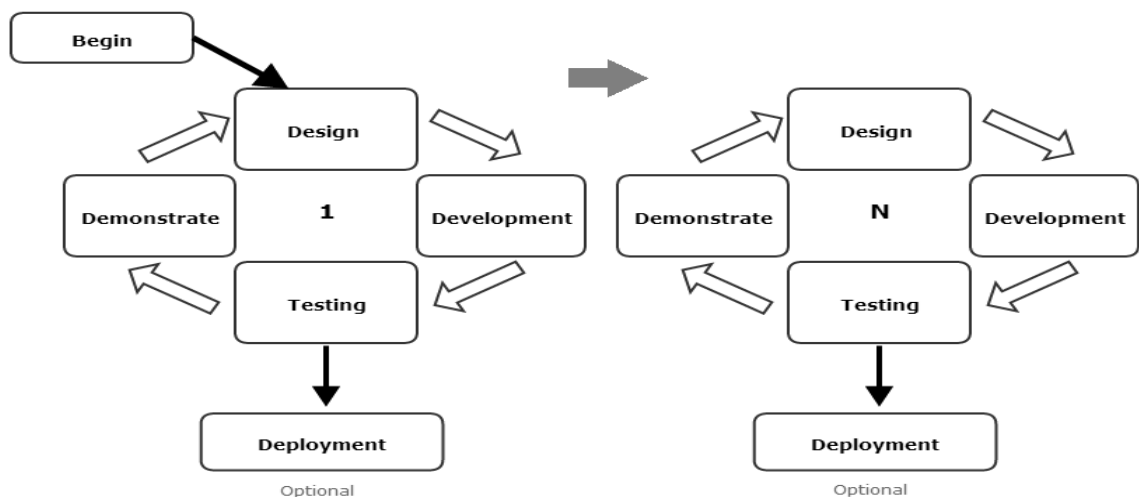 Begin
Design
Demonstrate
1
Development
Testing
Deployment
Optional
Design
Demonstrate
N
Development
Testing
Deployment
Optional